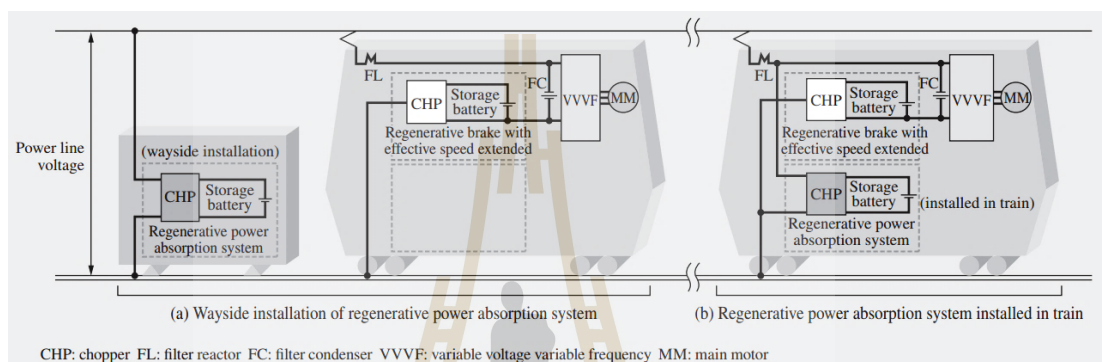 Power line
voltage
(wayside installation)
CHP
Storage
battery
Regenerative power
absorption system
FL
CHP
Storage
battery
FC
VVVF
MM
Regenerative brake with
effective speed extended
(a) Wayside installation of regenerative power absorption system
FL
CHP
Storage
battery
FC
VVVF
MM
Regenerative brake with
effective speed extended
CHP
Storage
battery
(installed in train)
Regenerative power
absorption system
(b) Regenerative power absorption system installed in train
CHP: chopper FL: filter reactor FC: filter condenser VVVF: variable voltage variable frequency MM: main motor